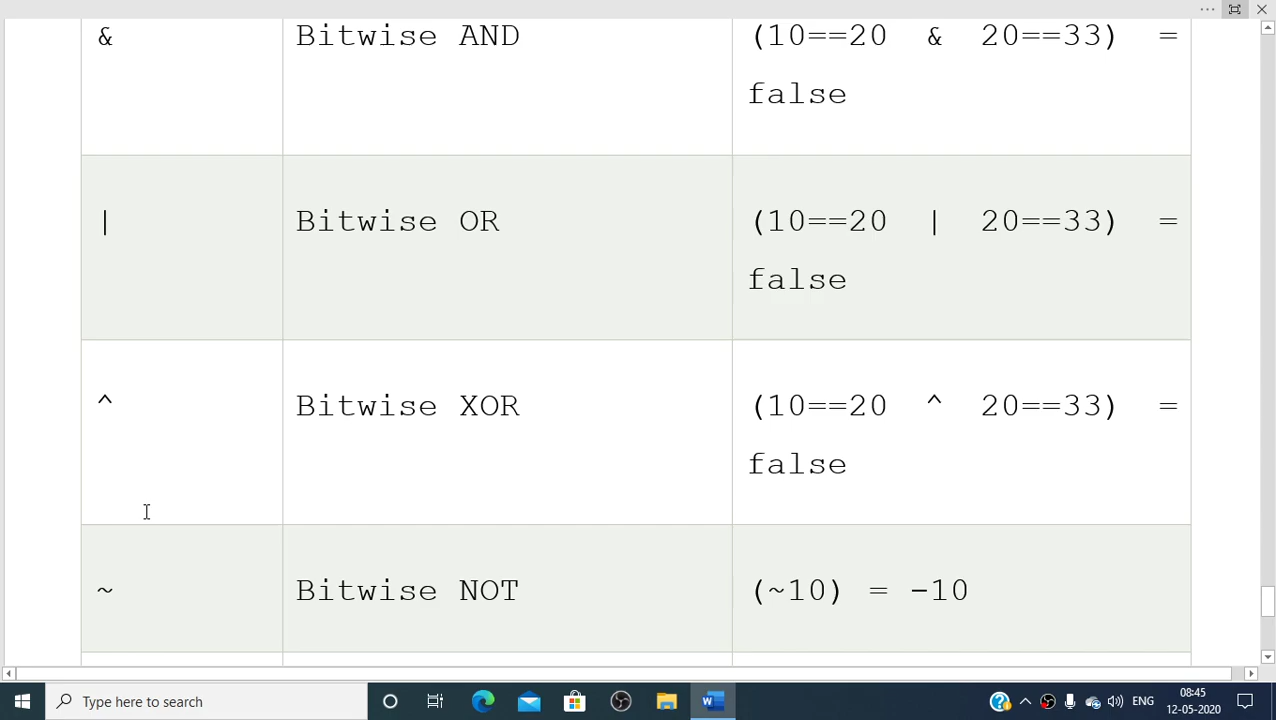 & Bitwise AND (10==20 & 20==33) =
false
| Bitwise OR (10==20 | 20==33) =
false
^ Bitwise XOR (10==20 ^ 20==33) =
false
~ Bitwise NOT (~10) = -10
Type here to search
ENG
08:45
12-05-2020